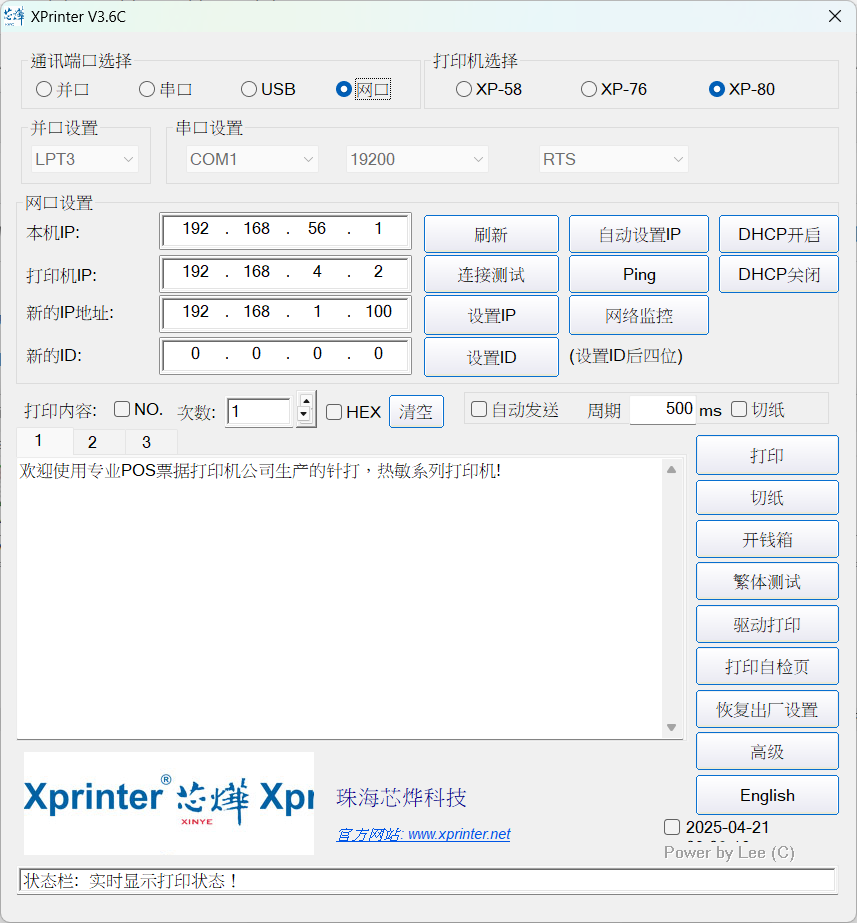 XPrinter V3.6C
通讯端口选择
并口 串口 USB 网口
打印机选择
XP-58 XP-76 XP-80
并口设置
LPT3
串口设置
COM1 19200 RTS
网口设置
本机IP: 192 . 168 . 56 . 1 刷新 自动设置IP DHCP开启
打印机IP: 192 . 168 . 4 . 2 连接测试 Ping DHCP关闭
新的IP地址: 192 . 168 . 1 . 100 设置IP 网络监控
新的ID: 0 . 0 . 0 . 0 设置ID (设置ID后四位)
打印内容: NO. 次数: 1 HEX 清空 自动发送 周期 500 ms 切纸
1 2 3
欢迎使用专业POS票据打印机公司生产的针打，热敏系列打印机!
打印
切纸
开钱箱
繁体测试
驱动打印
打印自检页
恢复出厂设置
高级
English
Xprinter® 芯烨 Xpr
XINYE
珠海芯烨科技
官方网站: www.xprinter.net
2025-04-21
Power by Lee (C)
状态栏: 实时显示打印状态！